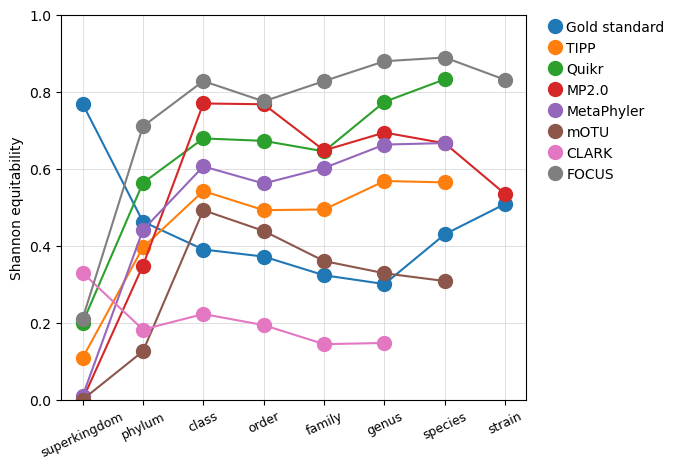 1.0
0.8
0.6
0.4
0.2
0.0
Shannon equitability
superkingdom
phylum
class
order
family
genus
species
strain
Gold standard
TIPP
Quikr
MP2.0
MetaPhyler
mOTU
CLARK
FOCUS